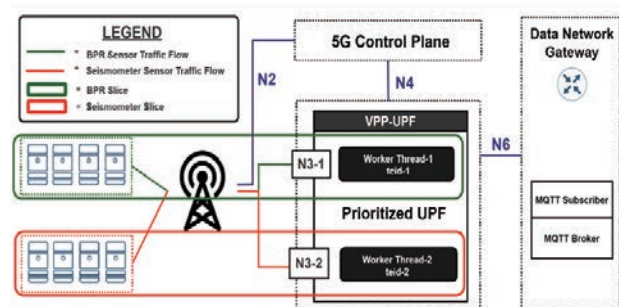 LEGEND
BPR Sensor Traffic Flow
Seismometer Sensor Traffic Flow
BPR Slice
Seismometer Slice
5G Control Plane
Data Network
Gateway
N2
N4
N6
VPP-UPF
N3-1
Worker Thread-1
teid-1
Prioritized UPF
N3-2
Worker Thread-2
teid-2
MQTT Subscriber
MQTT Broker